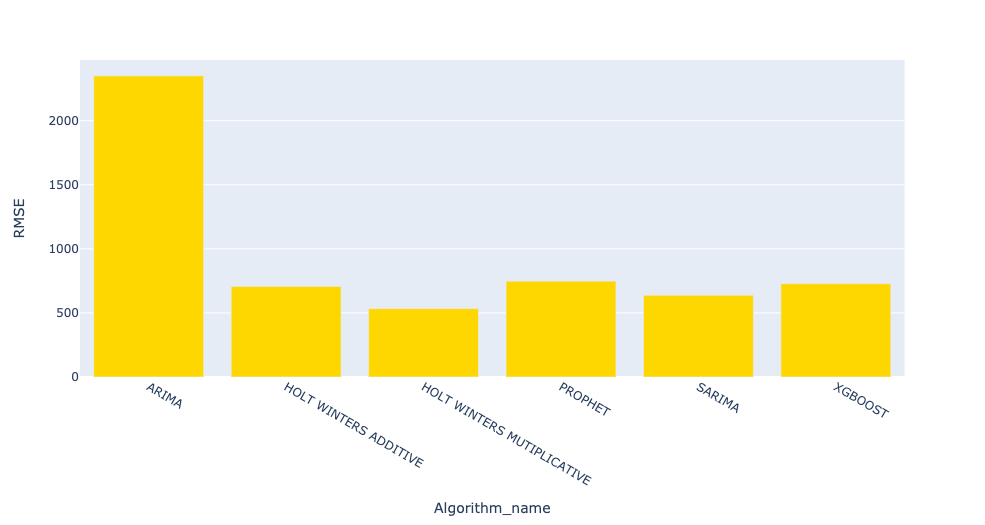 2000
1500
1000
500
0
RMSE
ARIMA
HOLT WINTERS ADDITIVE
HOLT WINTERS MUTIPLICATIVE
PROPHET
SARIMA
XGBOOST
Algorithm_name